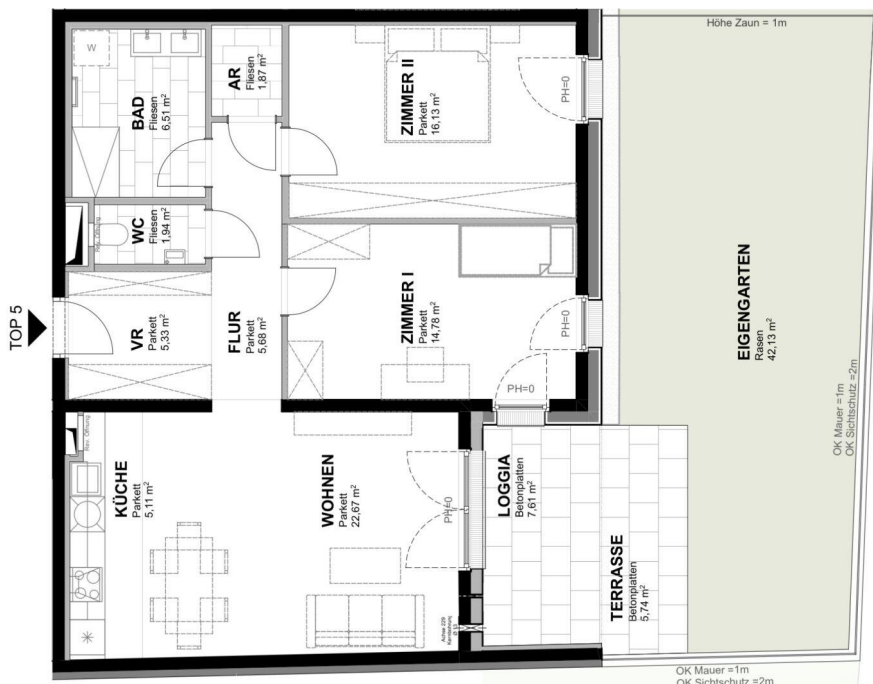 TOP 5
BAD
Fliesen
6,51 m²
W
AR
Fliesen
1,87 m²
ZIMMER II
Parkett
16,13 m²
PH=0
Höhe Zaun = 1m
WC
Fliesen
1,94 m²
Rev. Öffnung
VR
Parkett
5,33 m²
FLUR
Parkett
5,68 m²
ZIMMER I
Parkett
14,78 m²
PH=0
PH=0
EIGENGARTEN
Rasen
42,13 m²
OK Mauer =1m
OK Sichtschutz =2m
Rev. Öffnung
KÜCHE
Parkett
5,11 m²
WOHNEN
Parkett
22,67 m²
PH=0
LOGGIA
Betonplatten
7,61 m²
TERRASSE
Betonplatten
5,74 m²
OK Mauer =1m
OK Sichtschutz =2m